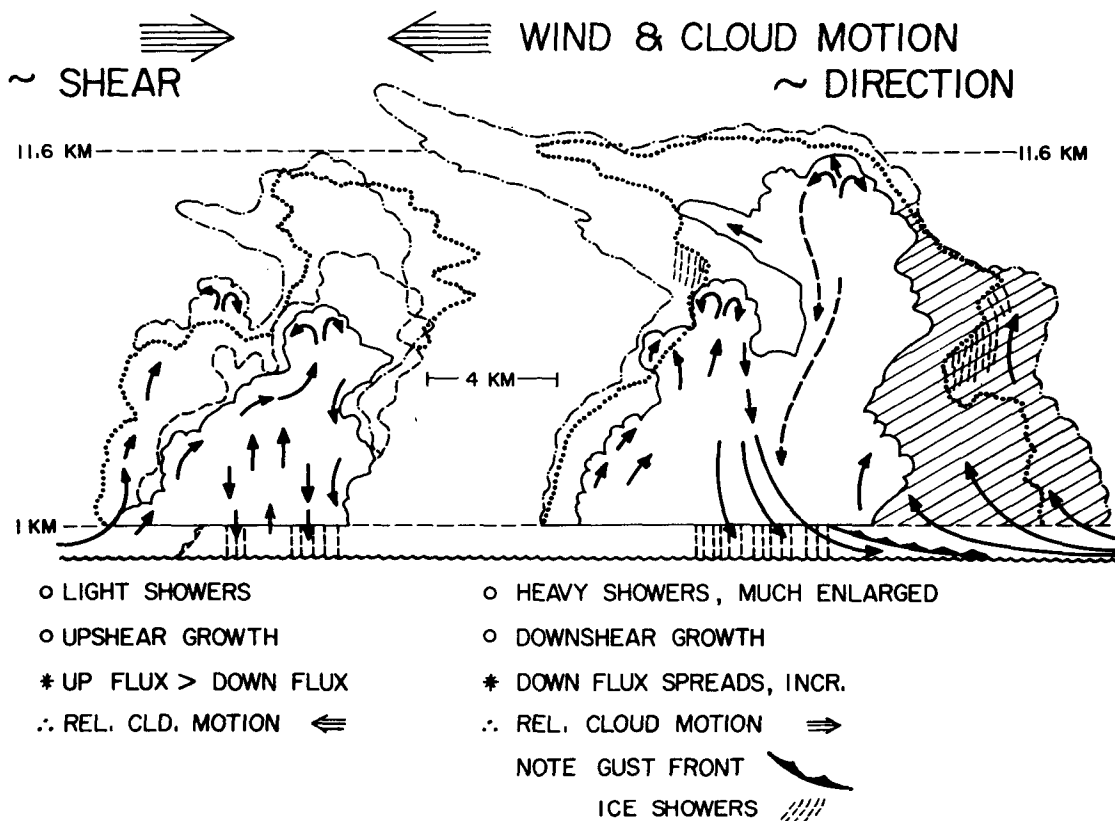 WIND & CLOUD MOTION
~ SHEAR
~ DIRECTION
11.6 KM
11.6 KM
4 KM
1 KM
○ LIGHT SHOWERS
○ UPSHEAR GROWTH
* UP FLUX > DOWN FLUX
∴ REL. CLD. MOTION
○ HEAVY SHOWERS, MUCH ENLARGED
○ DOWNSHEAR GROWTH
* DOWN FLUX SPREADS, INCR.
∴ REL. CLOUD MOTION
NOTE GUST FRONT
ICE SHOWERS